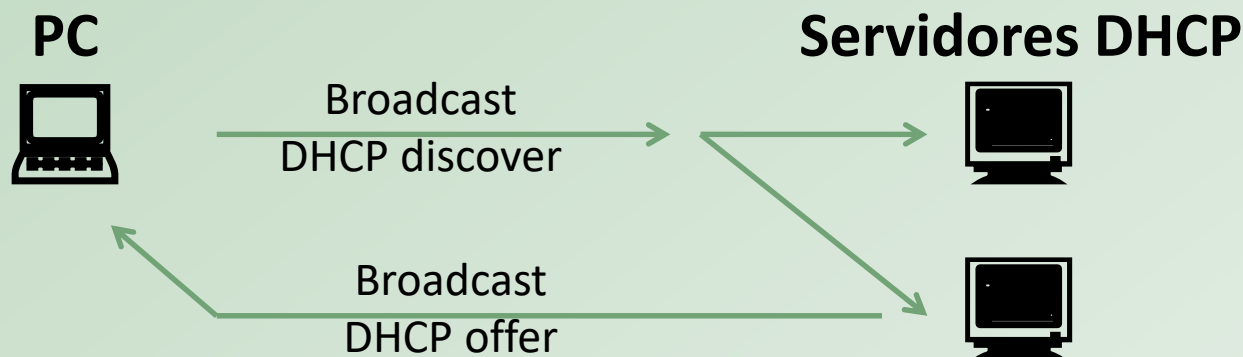 PC
Servidores DHCP
Broadcast
DHCP discover
Broadcast
DHCP offer